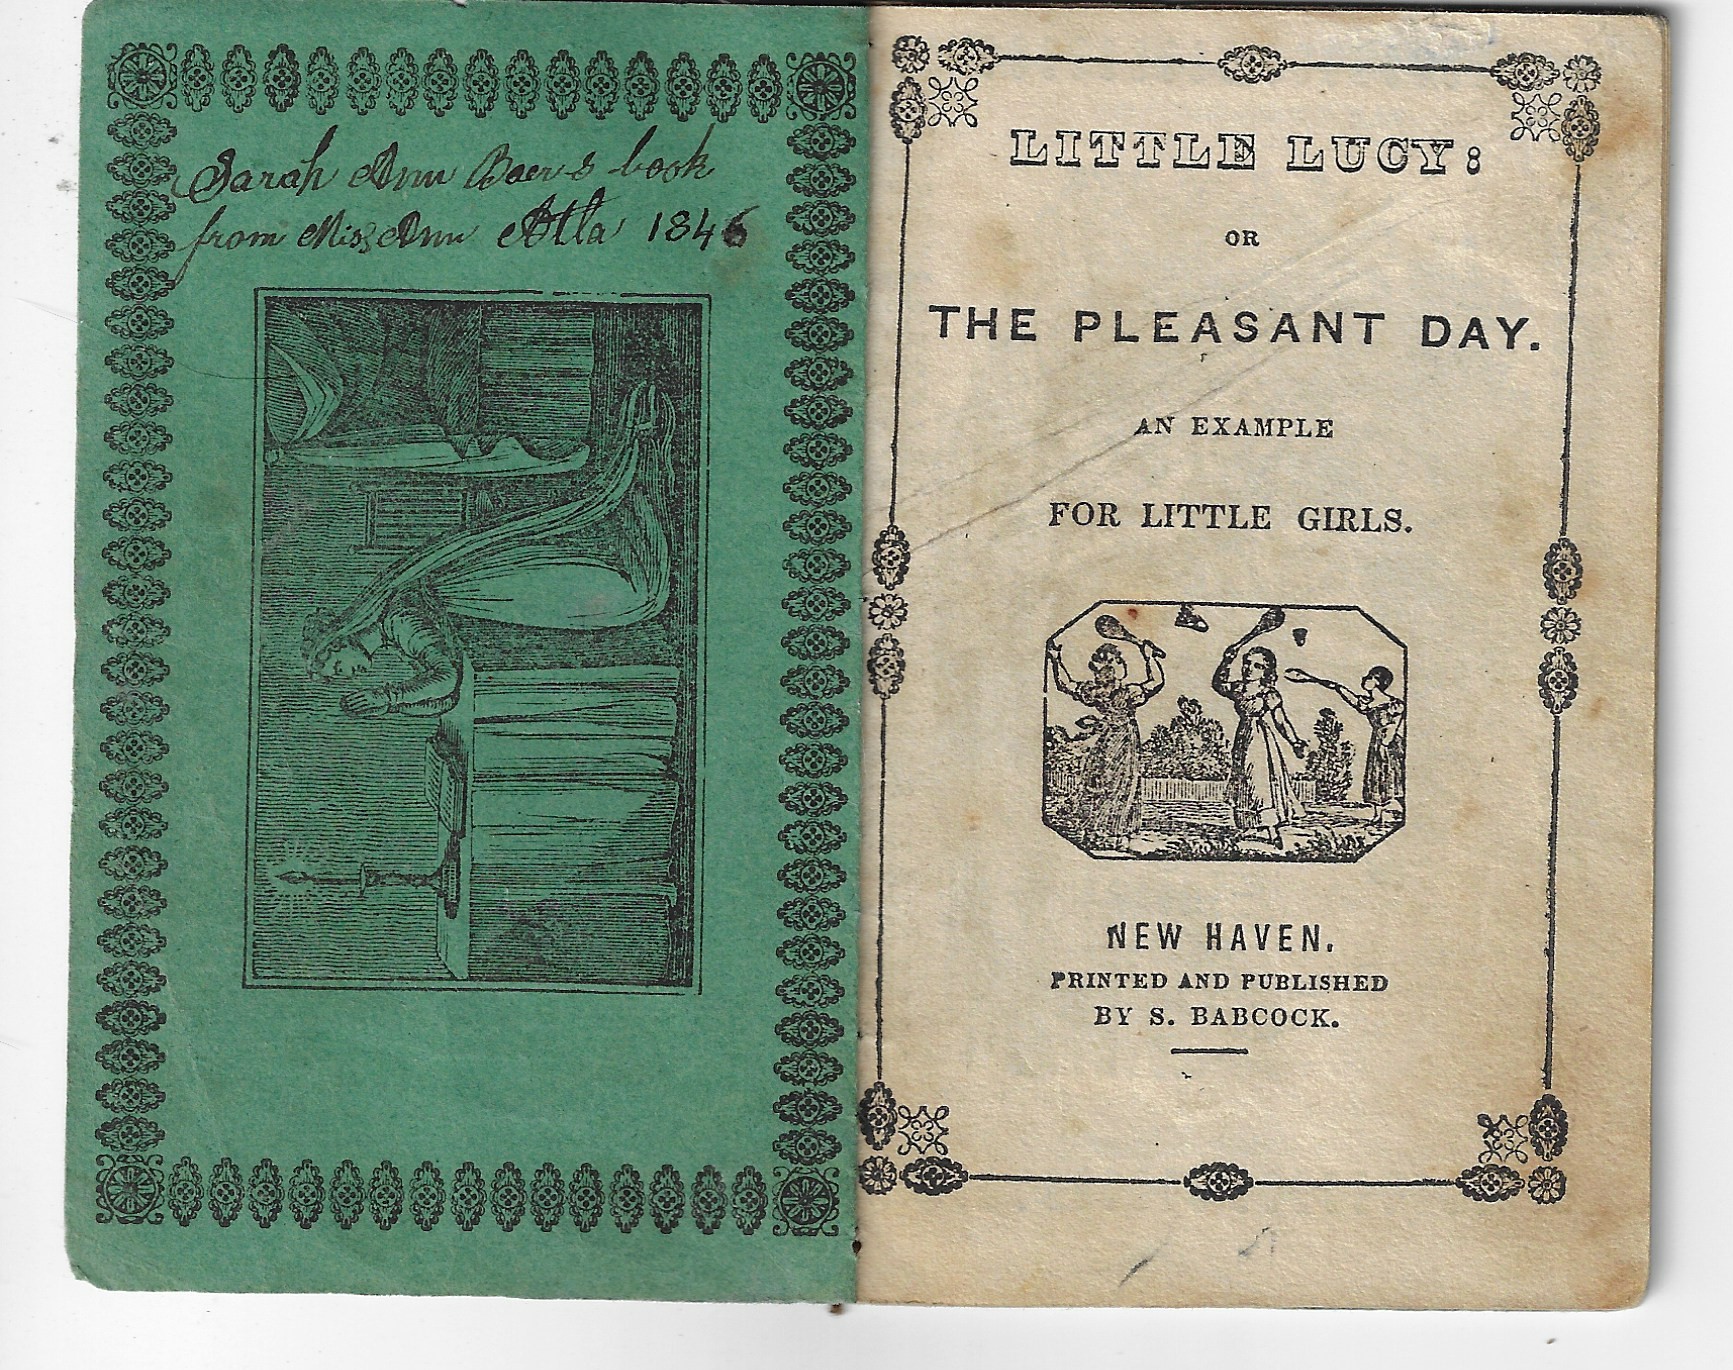 Sarah Ann Baers book
from Miss Ann Atla 1846
LITTLE LUCY:
OR
THE PLEASANT DAY.
AN EXAMPLE
FOR LITTLE GIRLS.
NEW HAVEN.
PRINTED AND PUBLISHED
BY S. BABCOCK.